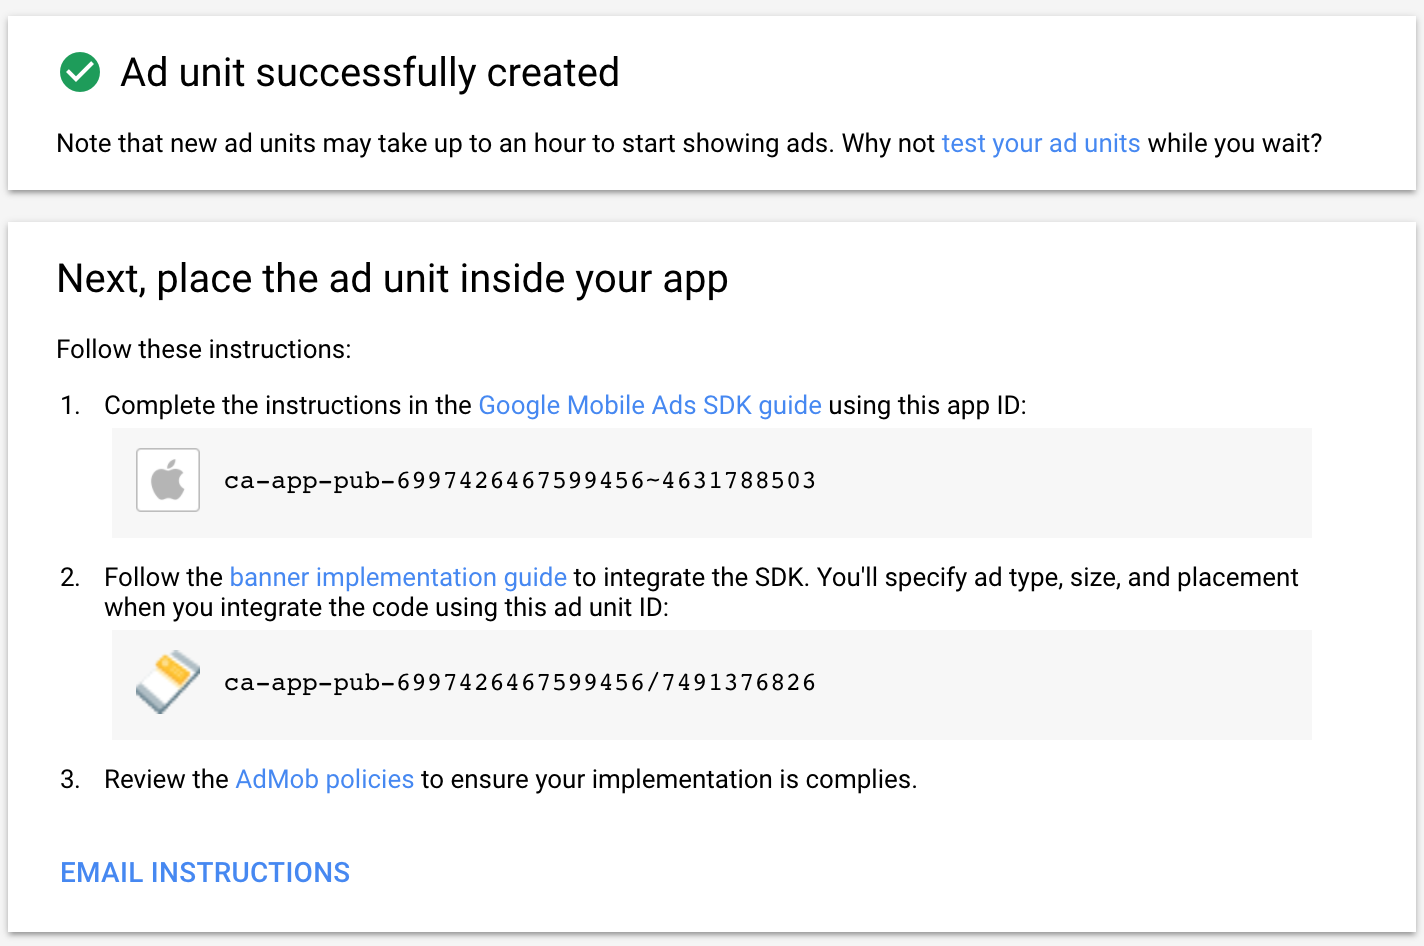 Ad unit successfully created
Note that new ad units may take up to an hour to start showing ads. Why not test your ad units while you wait?
Next, place the ad unit inside your app
Follow these instructions:
1. Complete the instructions in the Google Mobile Ads SDK guide using this app ID:
ca-app-pub-6997426467599456~4631788503
2. Follow the banner implementation guide to integrate the SDK. You'll specify ad type, size, and placement
when you integrate the code using this ad unit ID:
ca-app-pub-6997426467599456/7491376826
3. Review the AdMob policies to ensure your implementation is complies.
EMAIL INSTRUCTIONS